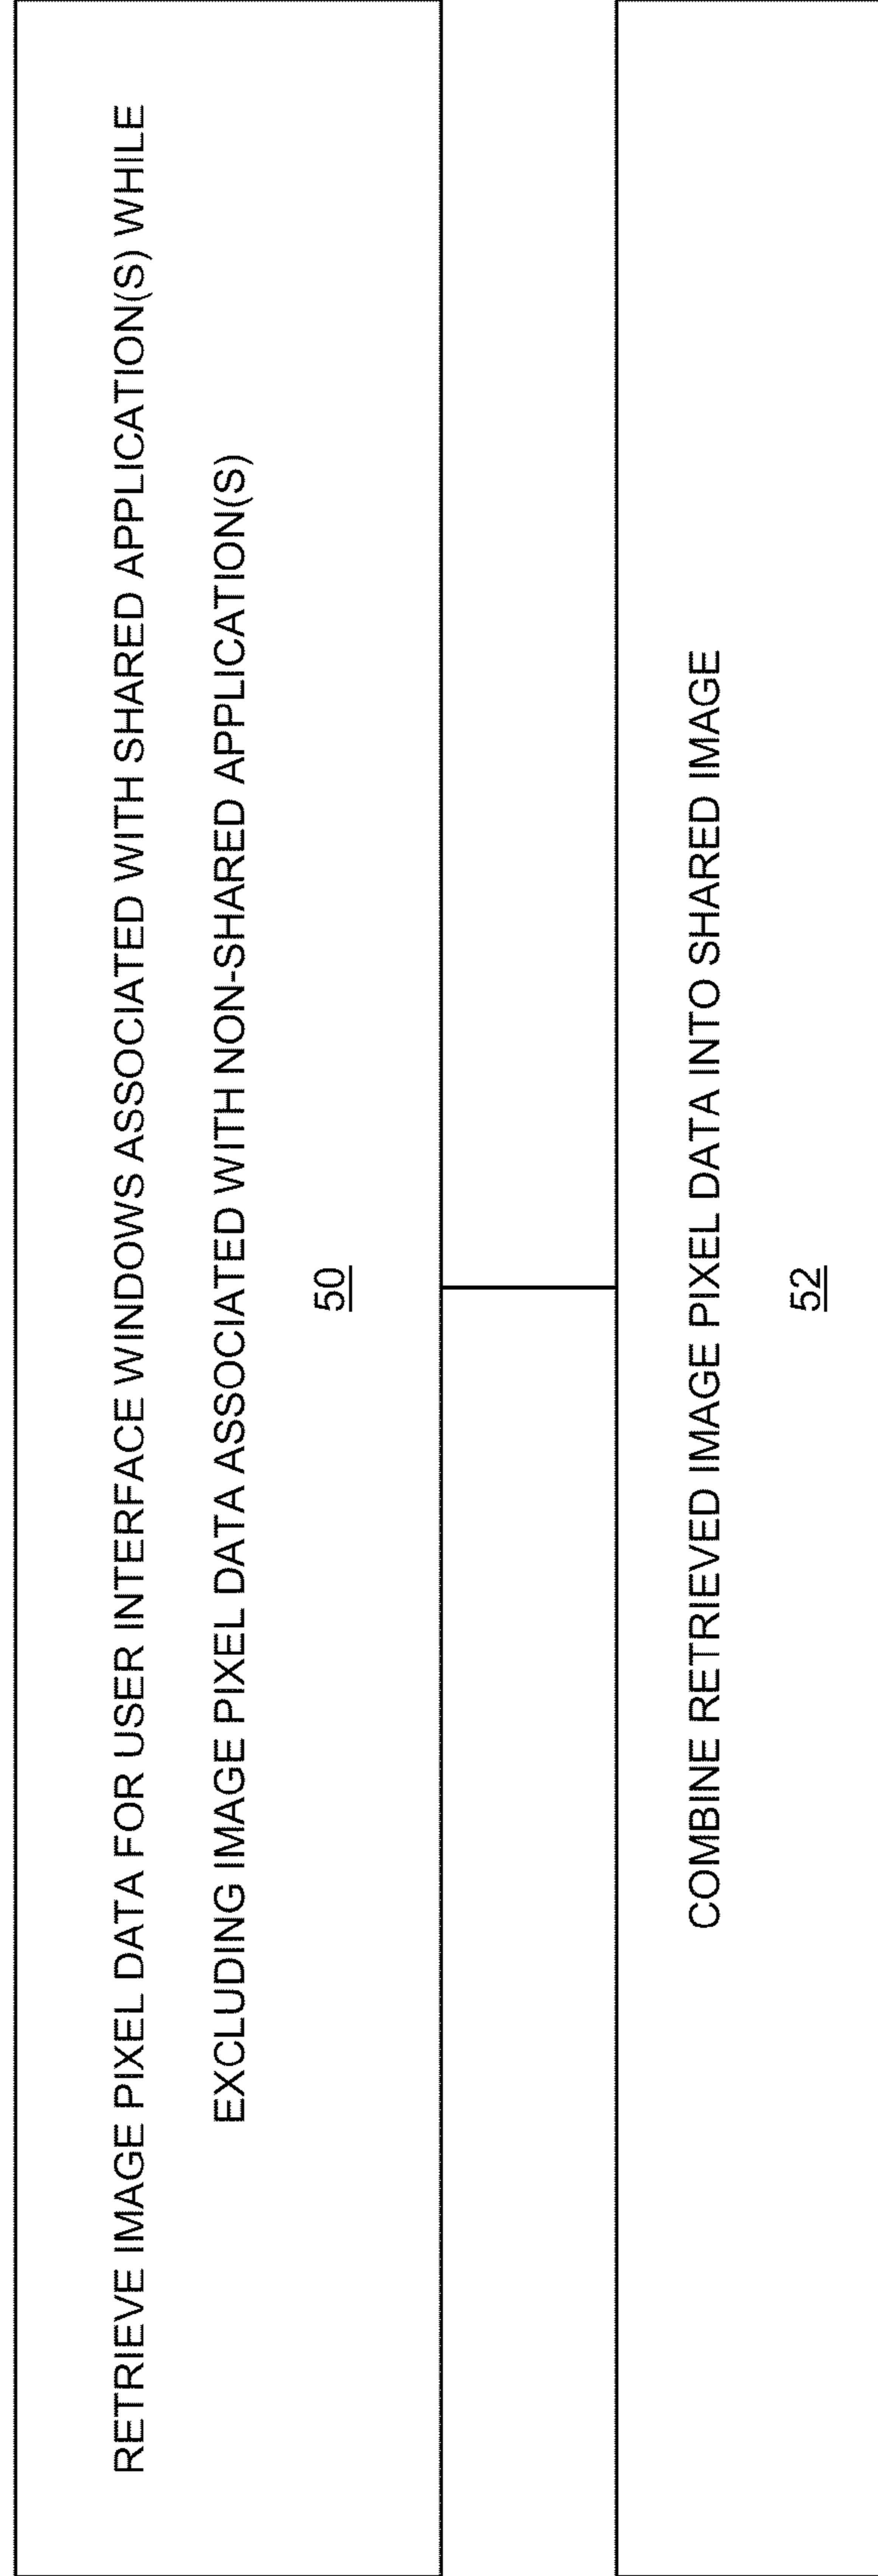 RETRIEVE IMAGE PIXEL DATA FOR USER INTERFACE WINDOWS ASSOCIATED WITH SHARED APPLICATION(S) WHILE
EXCLUDING IMAGE PIXEL DATA ASSOCIATED WITH NON-SHARED APPLICATION(S)
50
COMBINE RETRIEVED IMAGE PIXEL DATA INTO SHARED IMAGE
52